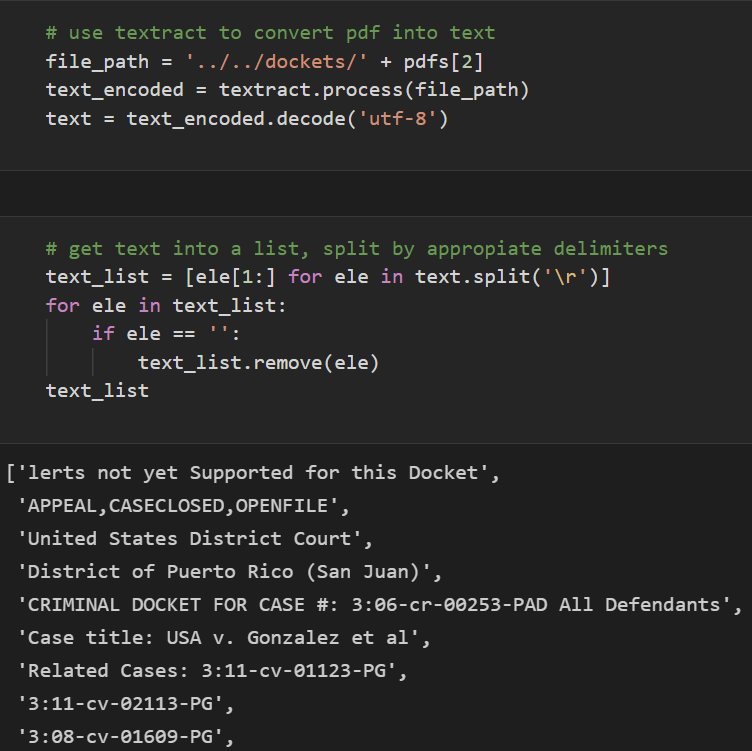 # use textract to convert pdf into text
file_path = '../../dockets/' + pdfs[2]
text_encoded = textract.process(file_path)
text = text_encoded.decode('utf-8')
# get text into a list, split by appropiate delimiters
text_list = [ele[1:] for ele in text.split('\r')]
for ele in text_list:
    if ele == '':
        text_list.remove(ele)
text_list
['lerts not yet Supported for this Docket',
 'APPEAL,CASECLOSED,OPENFILE',
 'United States District Court',
 'District of Puerto Rico (San Juan)',
 'CRIMINAL DOCKET FOR CASE #: 3:06-cr-00253-PAD All Defendants',
 'Case title: USA v. Gonzalez et al',
 'Related Cases: 3:11-cv-01123-PG',
 '3:11-cv-02113-PG',
 '3:08-cv-01609-PG',